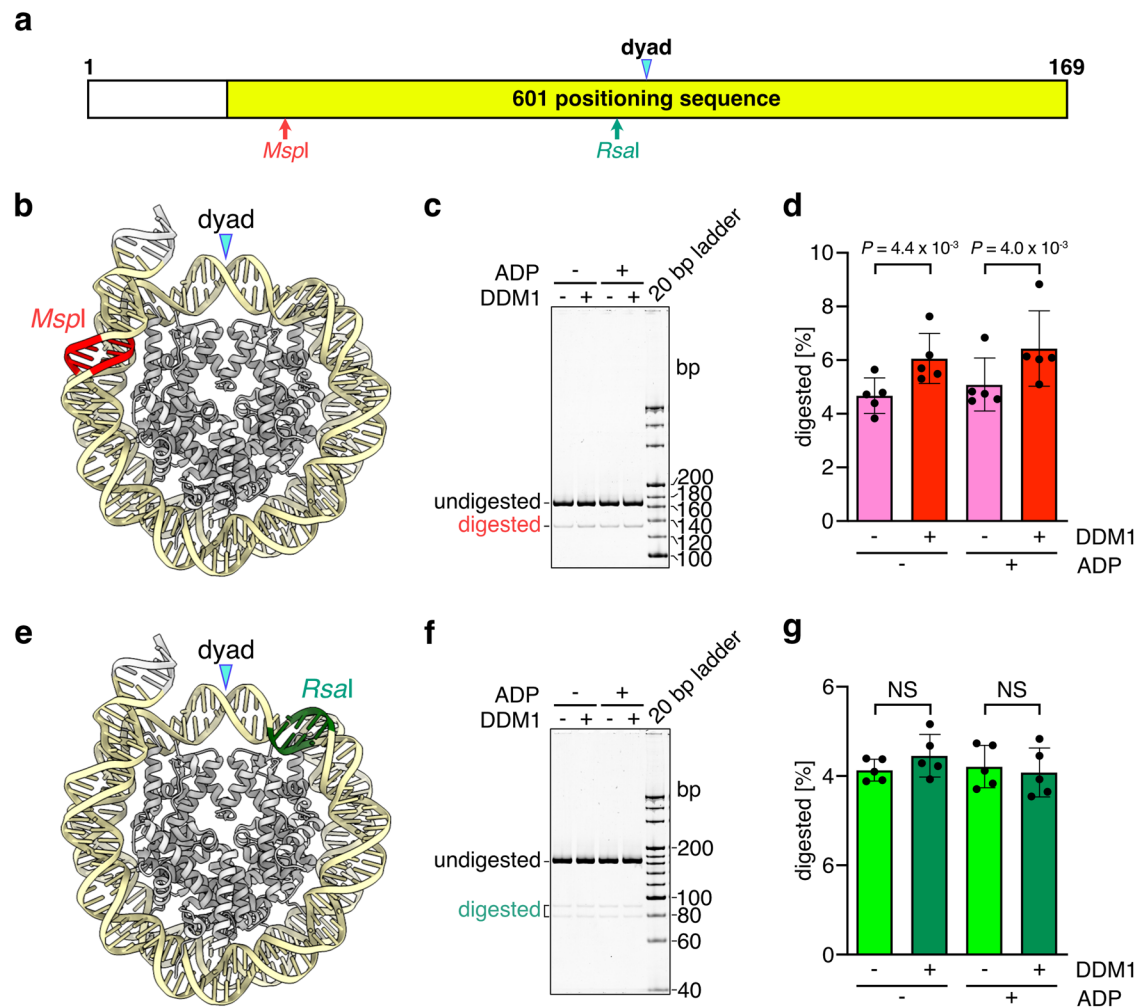 a
dyad
1
169
601 positioning sequence
MspI
RsaI
b
dyad
MspI
c
ADP
- +
DDM1
- + - +
20 bp ladder
bp
undigested
digested
200
180
160
140
120
100
d
P = 4.4 x 10-3
P = 4.0 x 10-3
digested [%]
10
8
6
4
2
0
- + - +
DDM1
- +
ADP
e
dyad
RsaI
f
ADP
- +
DDM1
- + - +
20 bp ladder
bp
undigested
digested
200
100
80
60
40
g
NS
NS
digested [%]
6
4
6
0
- + - +
DDM1
- +
ADP